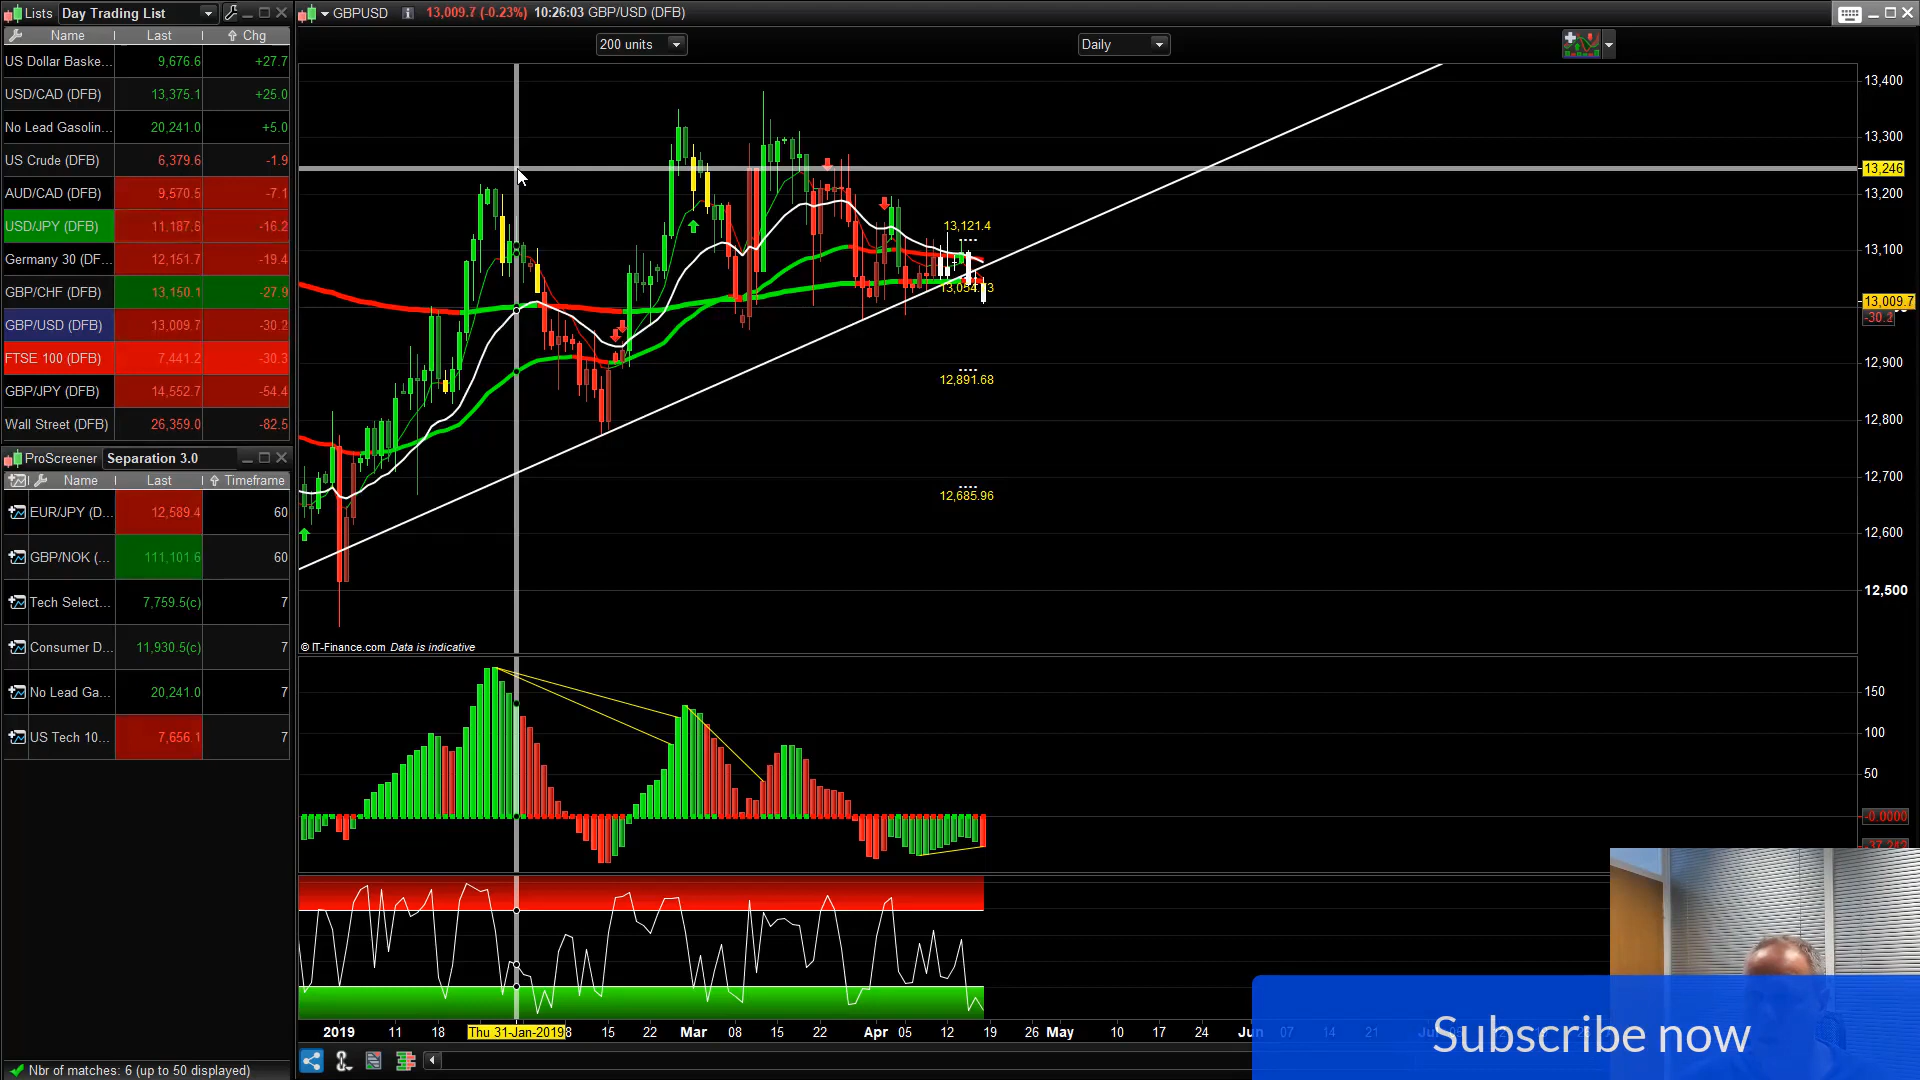 Lists Day Trading List
Name Last Chg
US Dollar Baske... 9,676.6 +27.7
USD/CAD (DFB) 13,375.1 +25.0
No Lead Gasolin... 20,241.0 +5.0
US Crude (DFB) 6,379.6 -1.9
AUD/CAD (DFB) 9,570.5 -7.1
USD/JPY (DFB) 11,187.6 -16.2
Germany 30 (DF... 12,151.7 -19.4
GBP/CHF (DFB) 13,150.1 -27.9
GBP/USD (DFB) 13,009.7 -30.2
FTSE 100 (DFB) 7,441.2 -30.3
GBP/JPY (DFB) 14,552.7 -54.4
Wall Street (DFB) 26,359.0 -82.5
ProScreener Separation 3.0
Name Last Timeframe
EUR/JPY (D... 12,589.4 60
GBP/NOK (... 111,101.6 60
Tech Select... 7,759.5(c) 7
Consumer D... 11,930.5(c) 7
No Lead Ga... 20,241.0 7
US Tech 10... 7,656.1 7
Nbr of matches: 6 (up to 50 displayed)
GBPUSD 13,009.7 (-0.23%) 10:26:03 GBP/USD (DFB)
200 units Daily
13,400
13,300
13,246
13,200
13,121.4
13,100
13,009.7
-30.2
12,900
12,891.68
12,800
12,700
12,685.96
12,600
12,500
© IT-Finance.com Data is indicative
150
100
50
-0.0000
2019 11 18 Thu 31-Jan-2019 8 15 22 Mar 08 15 22 Apr 05 12 19 26 May 10 17 24 Jun 07 14 21
Subscribe now